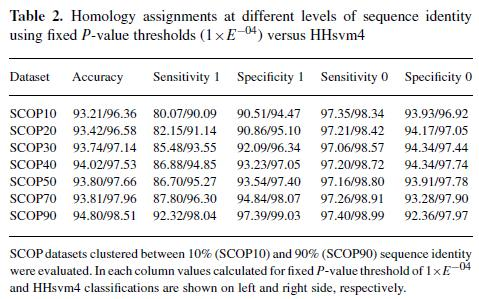 Table 2. Homology assignments at different levels of sequence identity
using fixed P-value thresholds (1×E−04) versus HHsvm4
Dataset Accuracy Sensitivity 1 Specificity 1 Sensitivity 0 Specificity 0
SCOP10 93.21/96.36 80.07/90.09 90.51/94.47 97.35/98.34 93.93/96.92
SCOP20 93.42/96.58 82.15/91.14 90.86/95.10 97.21/98.42 94.17/97.05
SCOP30 93.74/97.14 85.48/93.55 92.09/96.34 97.06/98.57 94.34/97.44
SCOP40 94.02/97.53 86.88/94.85 93.23/97.05 97.20/98.72 94.34/97.74
SCOP50 93.80/97.66 86.70/95.27 93.54/97.40 97.16/98.80 93.91/97.78
SCOP70 93.81/97.96 87.80/96.30 94.84/98.07 97.26/98.91 93.28/97.90
SCOP90 94.80/98.51 92.32/98.04 97.39/99.03 97.40/98.99 92.36/97.97
SCOP datasets clustered between 10% (SCOP10) and 90% (SCOP90) sequence identity
were evaluated. In each column values calculated for fixed P-value threshold of 1×E−04
and HHsvm4 classifications are shown on left and right side, respectively.